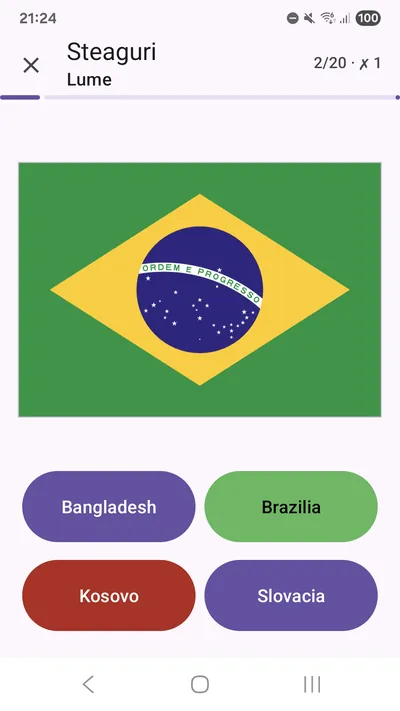 21:24
100
Steaguri
Lume
2/20 · ✗ 1
ORDEM E PROGRESSO
Bangladesh
Brazilia
Kosovo
Slovacia